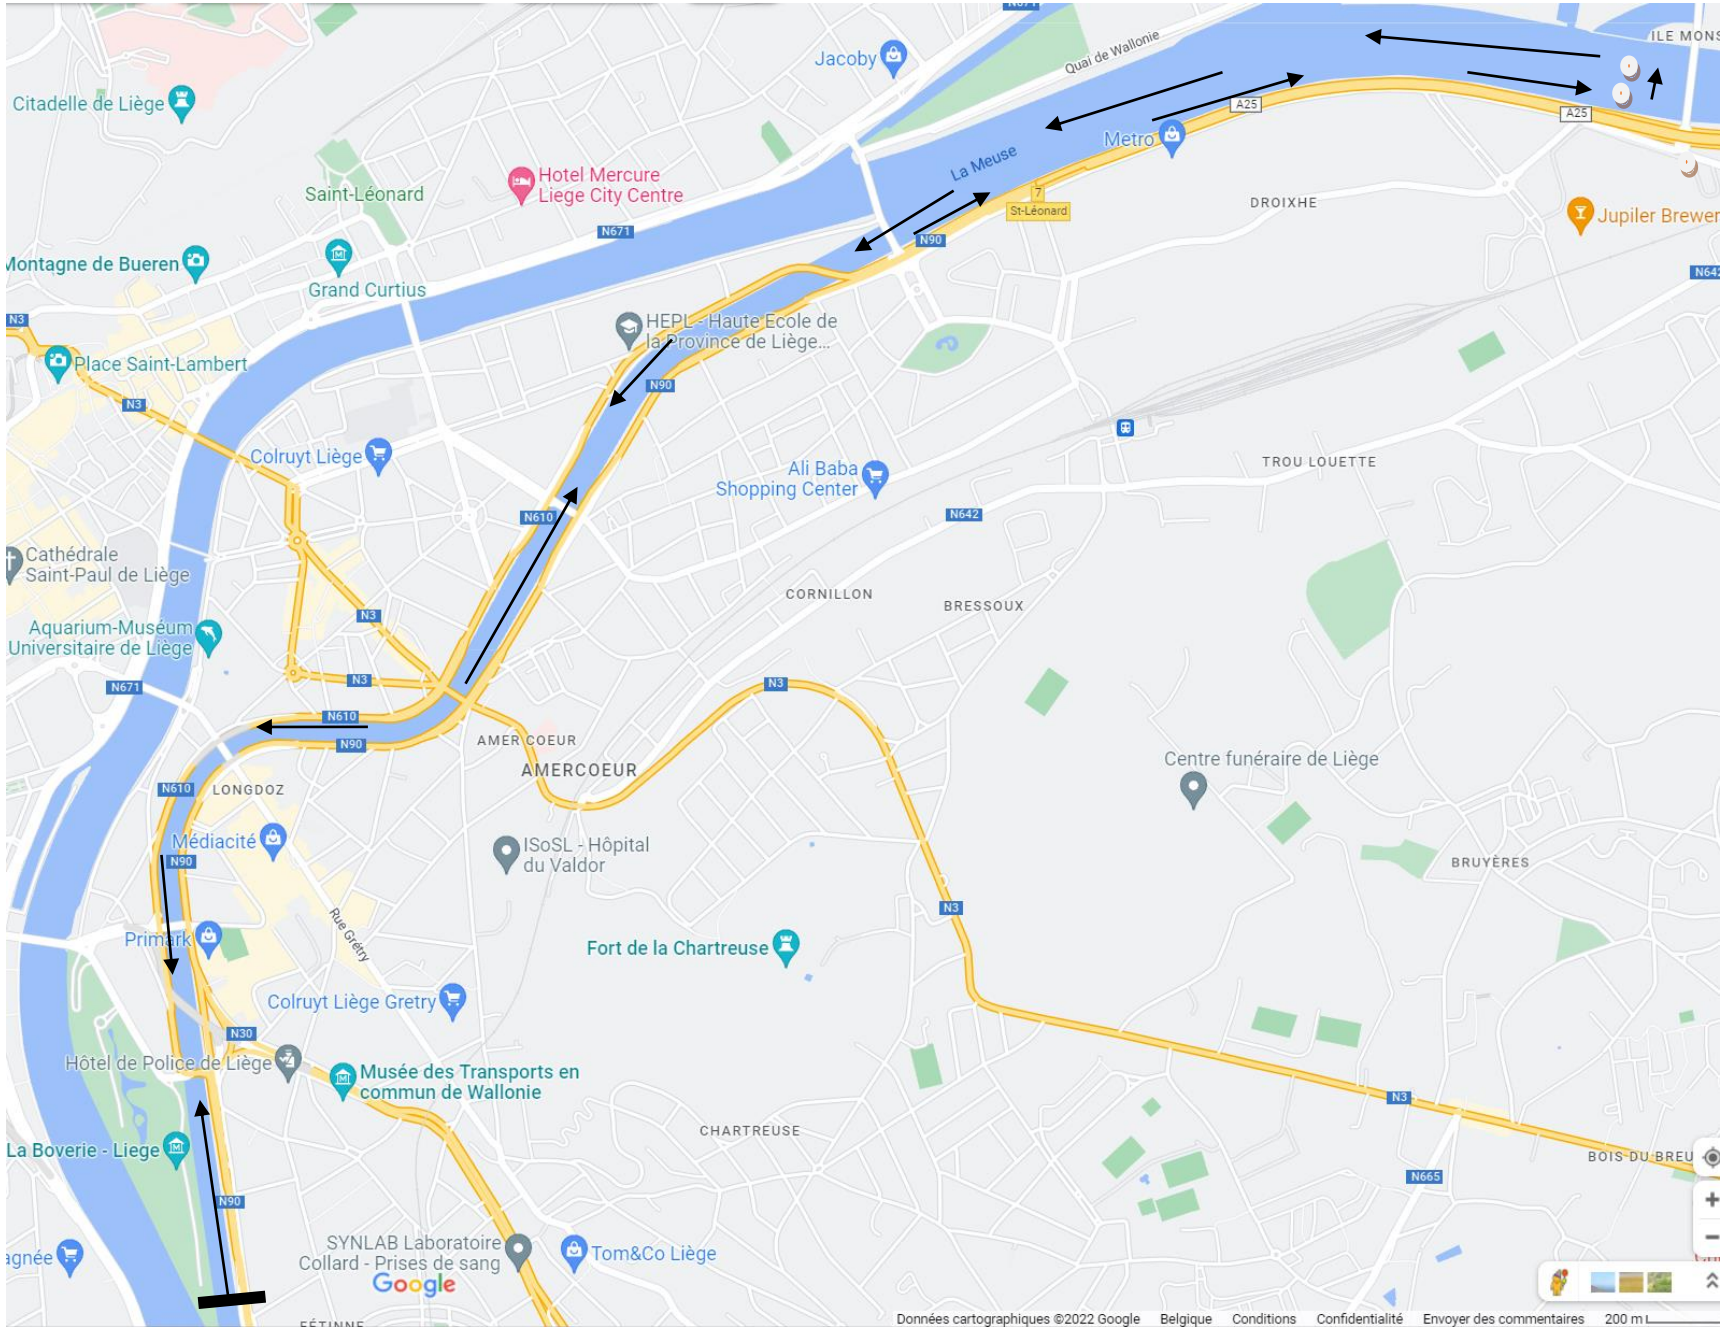 N671
ILE MONS
Quai de Wallonie
Jacoby
Citadelle de Liège
A25
A25
Metro
La Meuse
Hotel Mercure
Liege City Centre
Saint-Léonard
7
St-Léonard
DROIXHE
Jupiler Brewer
N671
N90
Montagne de Bueren
Grand Curtius
N642
N3
HEPL - Haute Ecole de
la Province de Liège...
Place Saint-Lambert
N90
N3
Colruyt Liège
Ali Baba
Shopping Center
TROU LOUETTE
N610
N642
Cathédrale
Saint-Paul de Liège
CORNILLON
BRESSOUX
N3
Aquarium-Muséum
Universitaire de Liège
N671
N3
N3
N610
N90
AMER COEUR
AMERCOEUR
Centre funéraire de Liège
N610
LONGDOZ
Médiacité
N90
ISoSL - Hôpital
du Valdor
BRUYÈRES
N3
Rue Grétry
Primark
Fort de la Chartreuse
Colruyt Liège Gretry
N30
Hôtel de Police de Liège
Musée des Transports en
commun de Wallonie
N3
CHARTREUSE
La Boverie - Liege
BOIS-DU-BREU
N665
N90
SYNLAB Laboratoire
Collard - Prises de sang
Tom&Co Liège
agnée
Google
FÉTINNE
Données cartographiques ©2022 Google Belgique Conditions Confidentialité Envoyer des commentaires 200 m